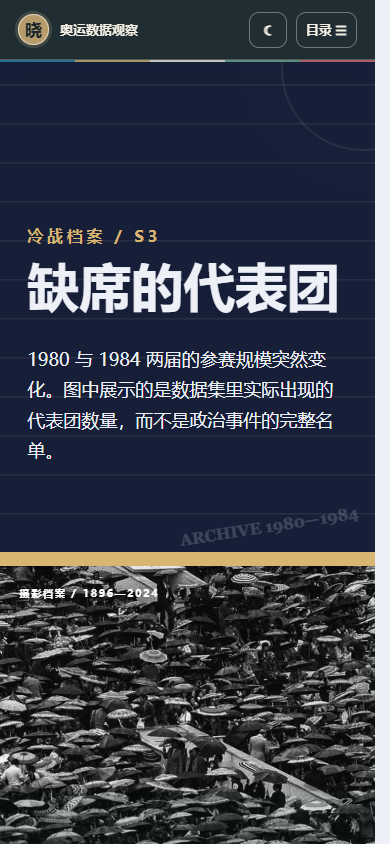 晓 奥运数据观察 目录
冷战档案 / S3
缺席的代表团
1980 与 1984 两届的参赛规模突然变
化。图中展示的是数据集里实际出现的
代表团数量，而不是政治事件的完整名
单。
ARCHIVE 1980—1984
摄影档案 / 1896—2024